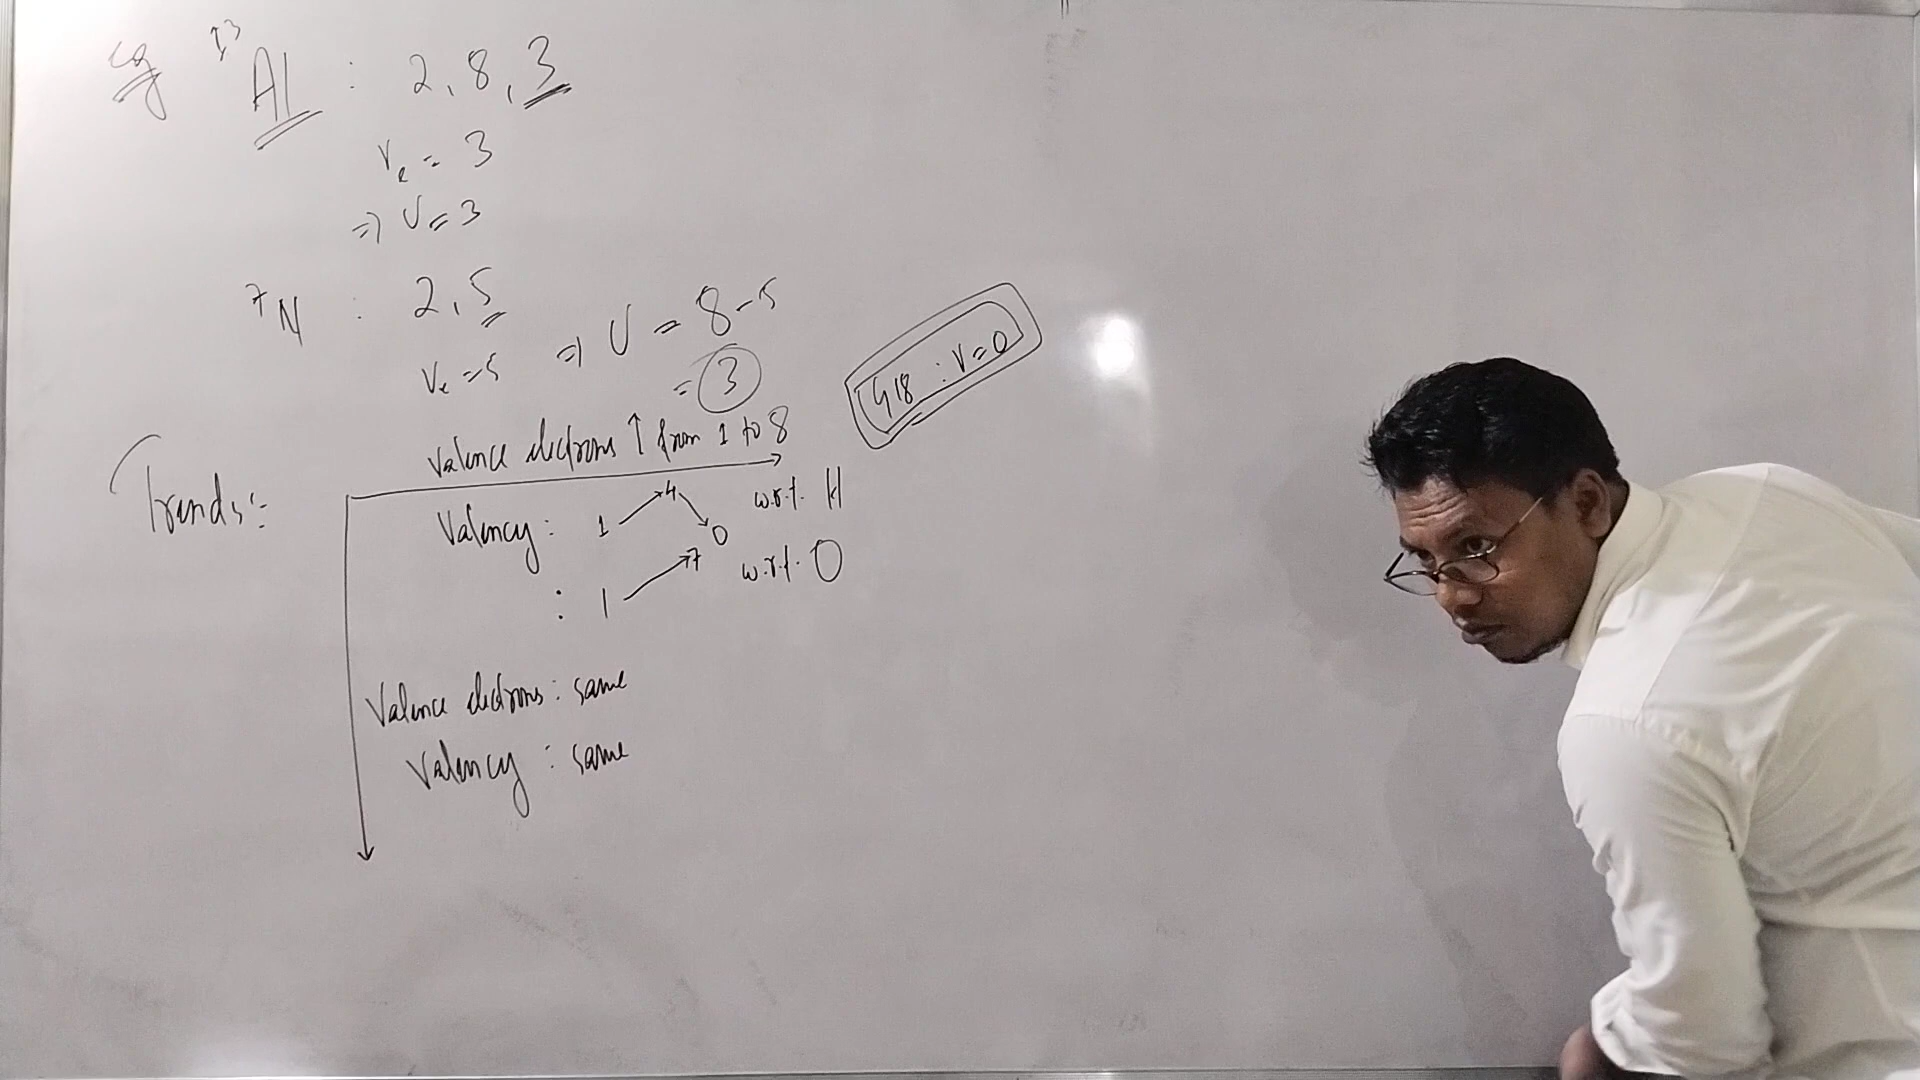 eg ¹³Al : 2, 8, 3
Vₑ = 3
⇒ V = 3
⁷N : 2, 5
Vₑ = 5 ⇒ V = 8 - 5
= 3
G18 : V = 0
Trends :-
Valence electrons ↑ from 1 to 8
Valency : 1 → 4 → 0 w.r.t. H
: 1 → 7 w.r.t. O
Valence electrons : same
Valency : same